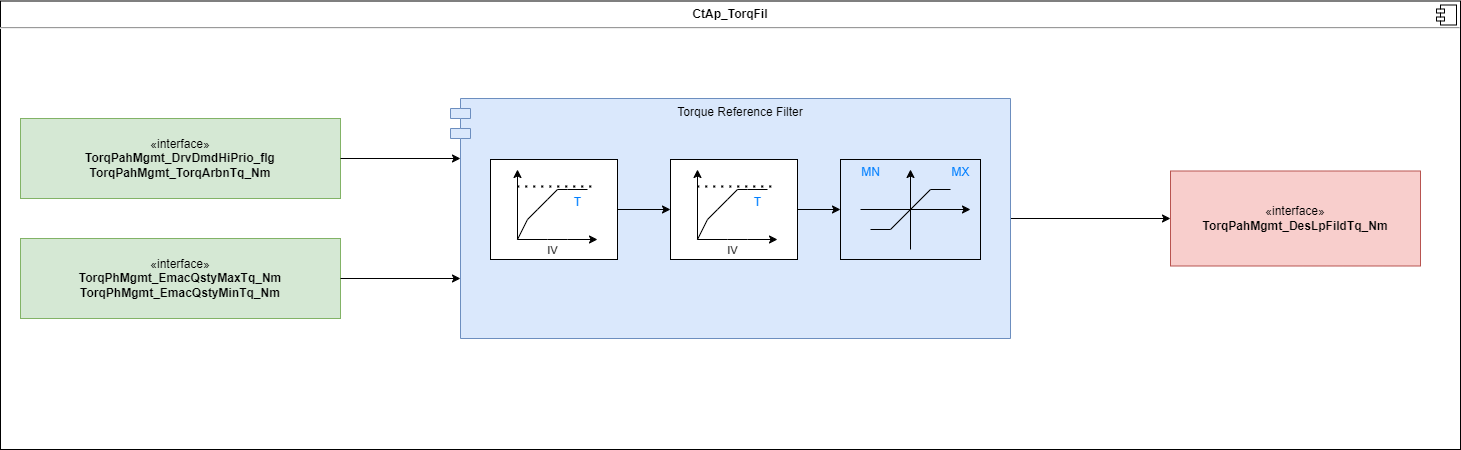 CtAp_TorqFil
Torque Reference Filter
«interface»
TorqPahMgmt_DrvDmdHiPrio_flg
TorqPahMgmt_TorqArbnTq_Nm
«interface»
TorqPhMgmt_EmacQstyMaxTq_Nm
TorqPhMgmt_EmacQstyMinTq_Nm
T
IV
T
IV
MN
MX
«interface»
TorqPahMgmt_DesLpFildTq_Nm